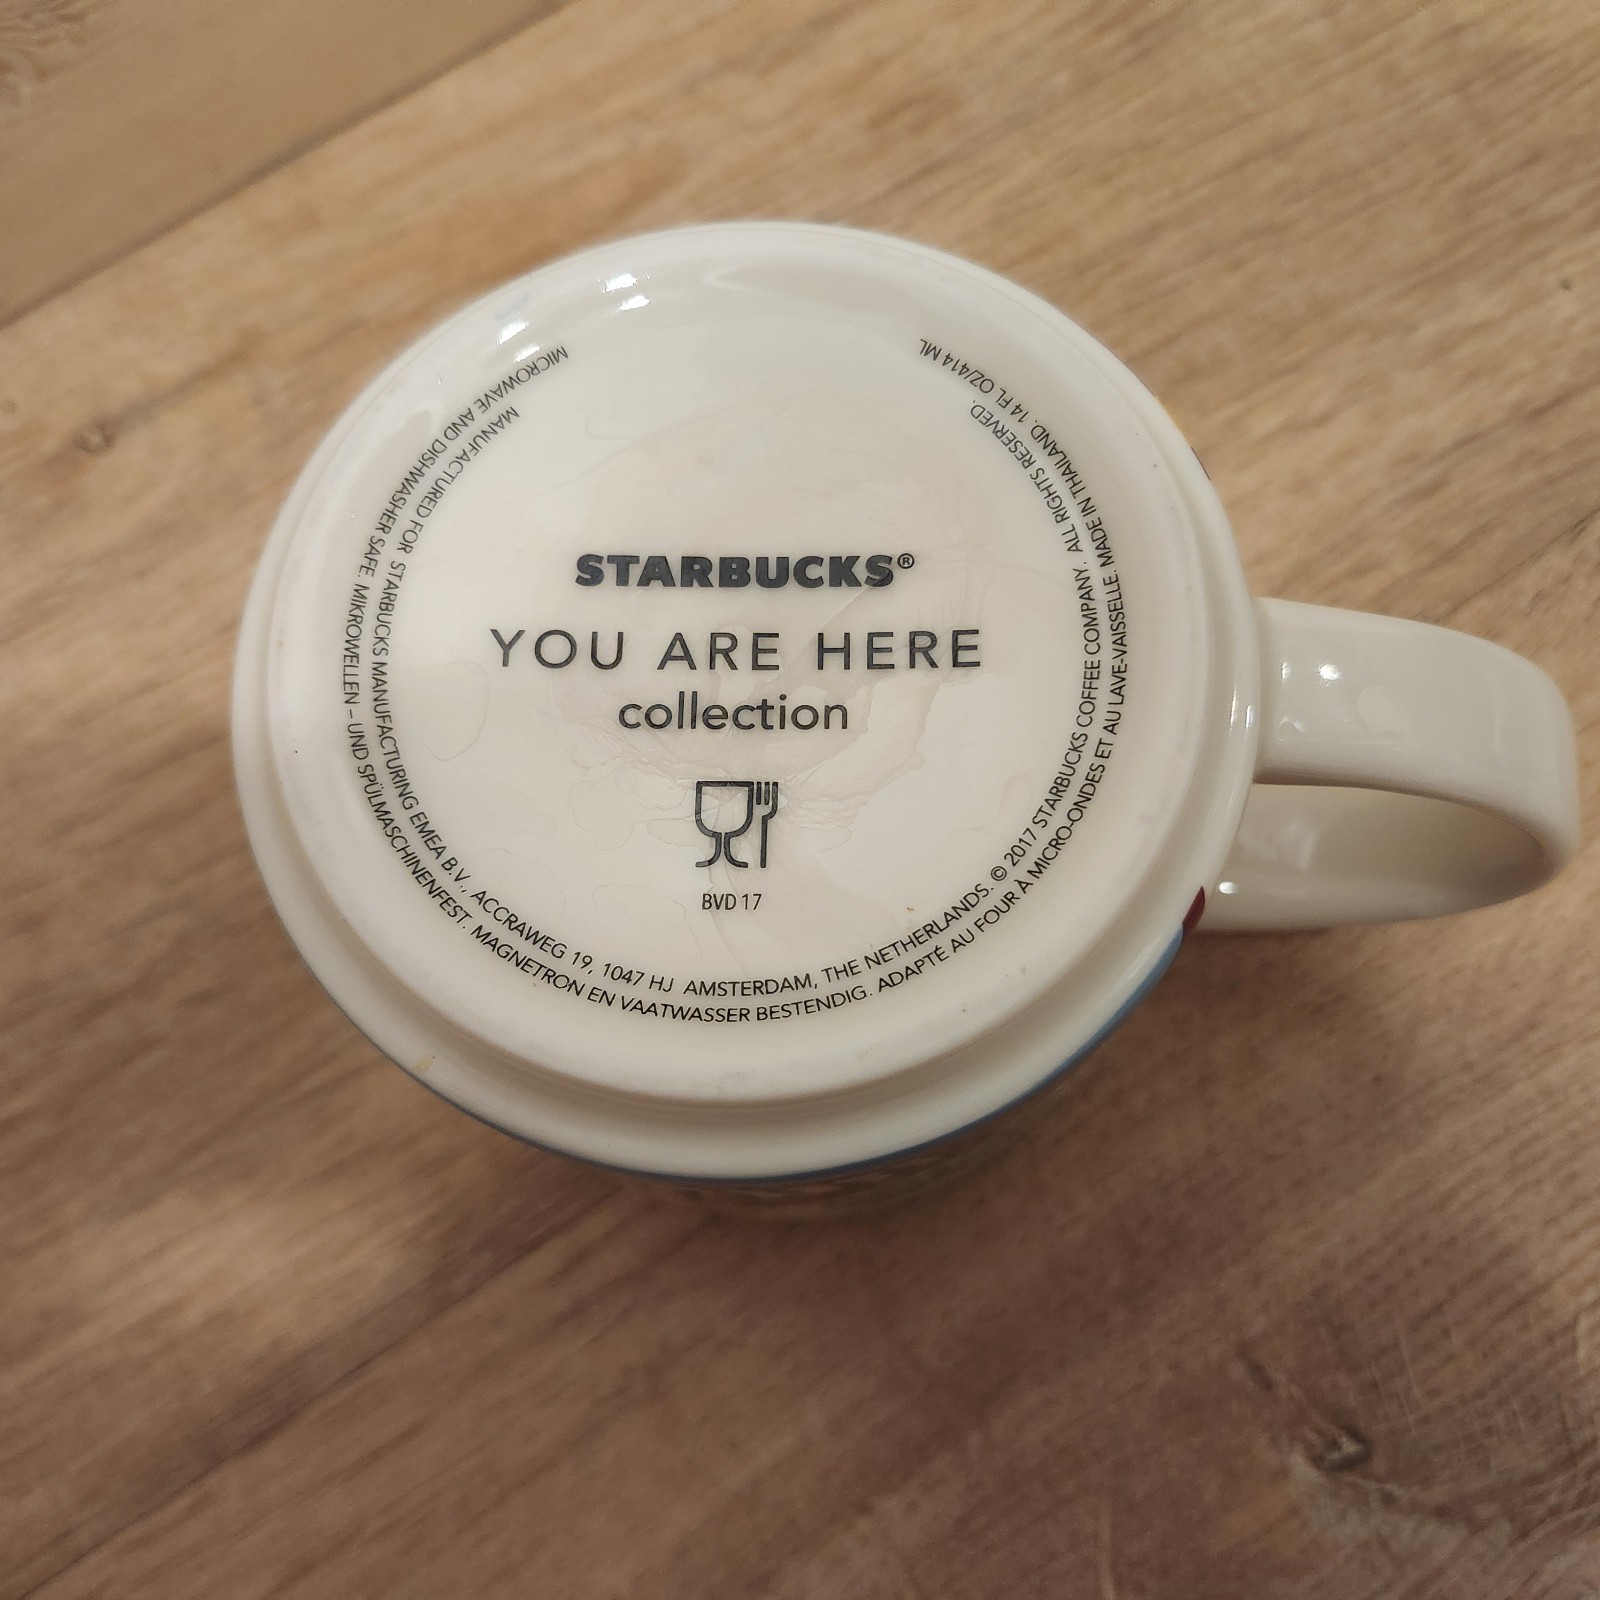 STARBUCKS®
YOU ARE HERE
collection
BVD 17
MANUFACTURED FOR STARBUCKS MANUFACTURING EMEA B.V., ACCRAWEG 19, 1047 HJ AMSTERDAM, THE NETHERLANDS. © 2017 STARBUCKS COFFEE COMPANY. ALL RIGHTS RESERVED.
MICROWAVE AND DISHWASHER SAFE. MIKROWELLEN – UND SPÜLMASCHINENFEST. MAGNETRON EN VAATWASSER BESTENDIG. ADAPTÉ AU FOUR À MICRO-ONDES ET AU LAVE-VAISSELLE. MADE IN THAILAND. 14 FL OZ/414 ML